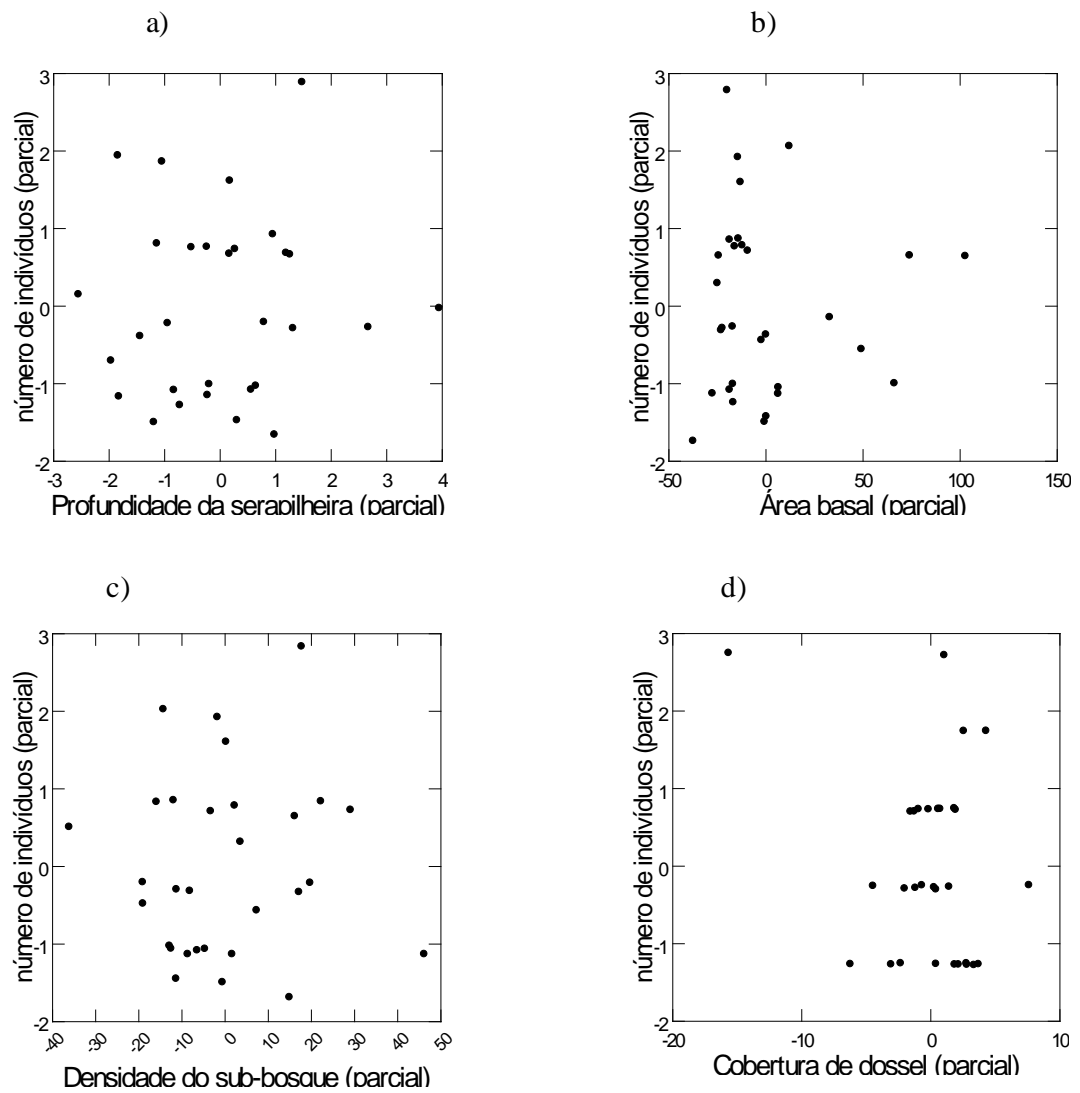 a)
b)
3
2
1
0
-1
-2
número de indivíduos (parcial)
-3 -2 -1 0 1 2 3 4
Profundidade da serapilheira (parcial)
3
2
1
0
-1
-2
número de indivíduos (parcial)
-50 0 50 100 150
Área basal (parcial)
c)
d)
3
2
1
0
-1
-2
número de indivíduos (parcial)
-40 -30 -20 -10 0 10 20 30 40 50
Densidade do sub-bosque (parcial)
3
2
1
0
-1
-2
número de indivíduos (parcial)
-20 -10 0 10
Cobertura de dossel (parcial)